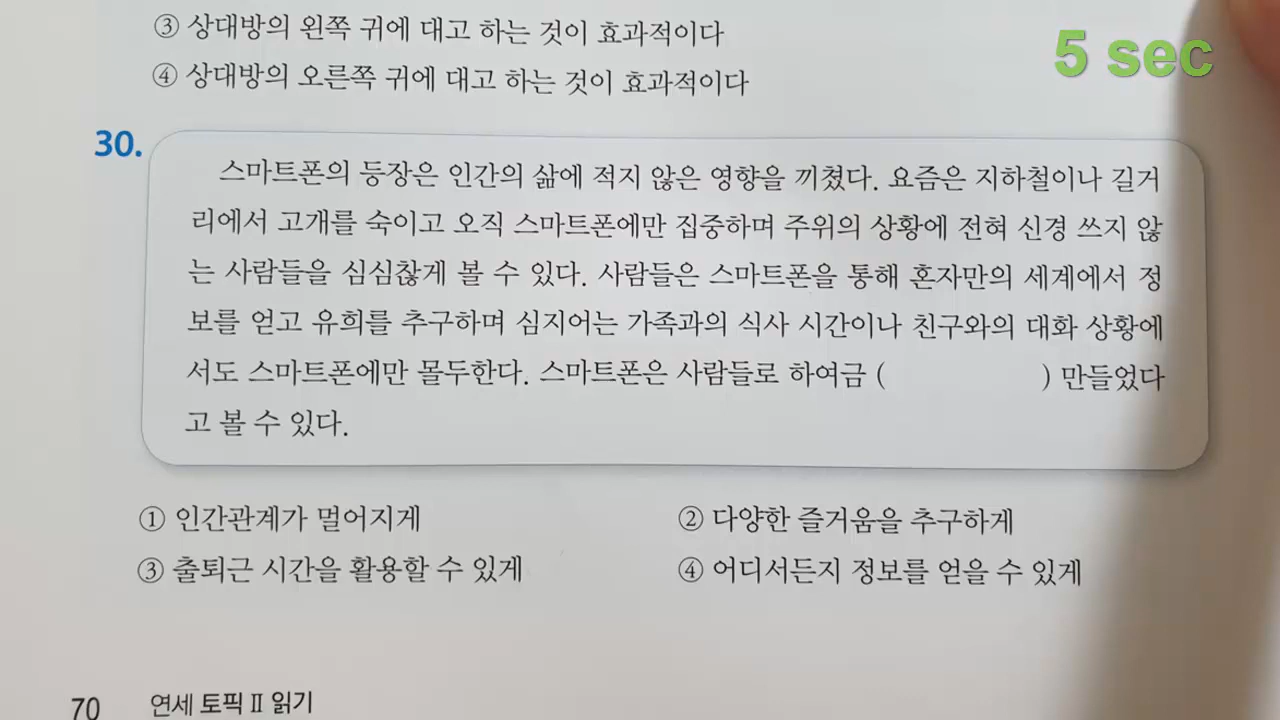 ③ 상대방의 왼쪽 귀에 대고 하는 것이 효과적이다
5 sec
④ 상대방의 오른쪽 귀에 대고 하는 것이 효과적이다
30.
스마트폰의 등장은 인간의 삶에 적지 않은 영향을 끼쳤다. 요즘은 지하철이나 길거
리에서 고개를 숙이고 오직 스마트폰에만 집중하며 주위의 상황에 전혀 신경 쓰지 않
는 사람들을 심심찮게 볼 수 있다. 사람들은 스마트폰을 통해 혼자만의 세계에서 정
보를 얻고 유희를 추구하며 심지어는 가족과의 식사 시간이나 친구와의 대화 상황에
서도 스마트폰에만 몰두한다. 스마트폰은 사람들로 하여금 (          ) 만들었다
고 볼 수 있다.
① 인간관계가 멀어지게
② 다양한 즐거움을 추구하게
③ 출퇴근 시간을 활용할 수 있게
④ 어디서든지 정보를 얻을 수 있게
70 연세 토픽 II 읽기